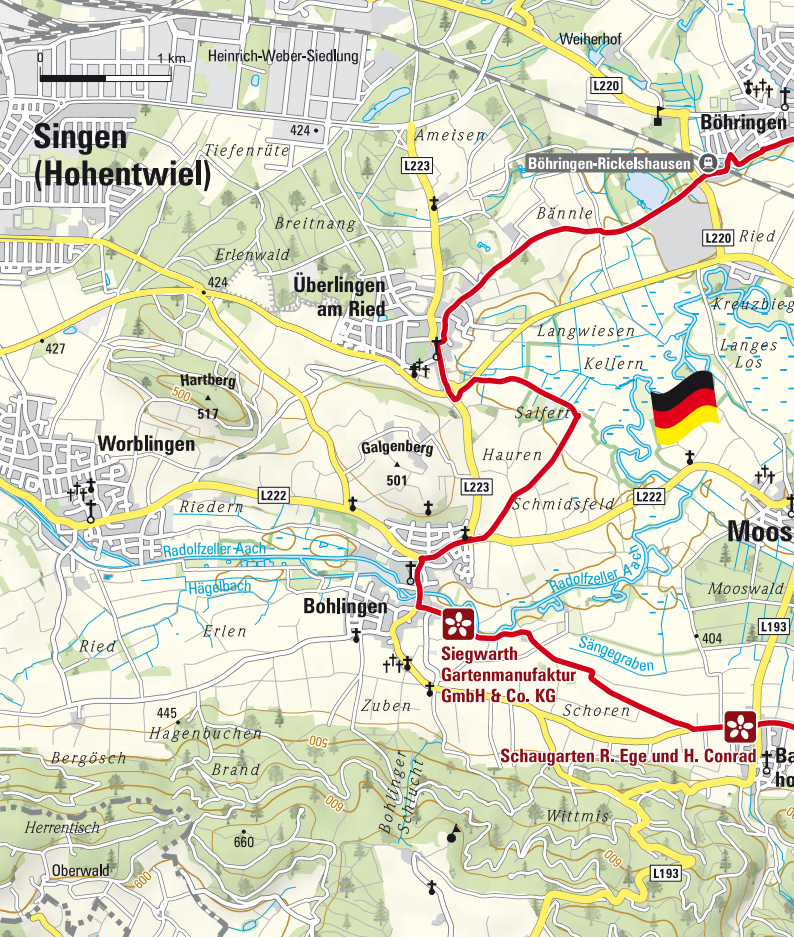 0
1 km
Heinrich-Weber-Siedlung
Weiherhof
L220
Singen
(Hohentwiel)
424
Ameisen
Böhringen
Tiefenrüte
L223
Böhringen-Rickelshausen
Breitnang
Bännle
L220
Ried
Erlenwald
424
Überlingen
am Ried
Kreuzbieg
Langwiesen
427
Langes
Los
Kellern
Hartberg
500
517
Salfert
Worblingen
Galgenberg
501
Hauren
L222
L223
L222
Riedern
Schmidsfeld
Moos
Radolfzeller Aach
Radolfzeller Aach
Hägelbach
Mooswald
Bohlingen
L193
Erlen
404
Ried
Sängegraben
Siegwarth
Gartenmanufaktur
GmbH & Co. KG
Zuben
445
Schoren
Hagenbuchen
500
Bergösch
Schaugarten R. Ege und H. Conrad
Ba
ho
Brand
600
Bohlinger
Schlucht
Wittmis
Herrentisch
660
600
Oberwald
600
L193
00